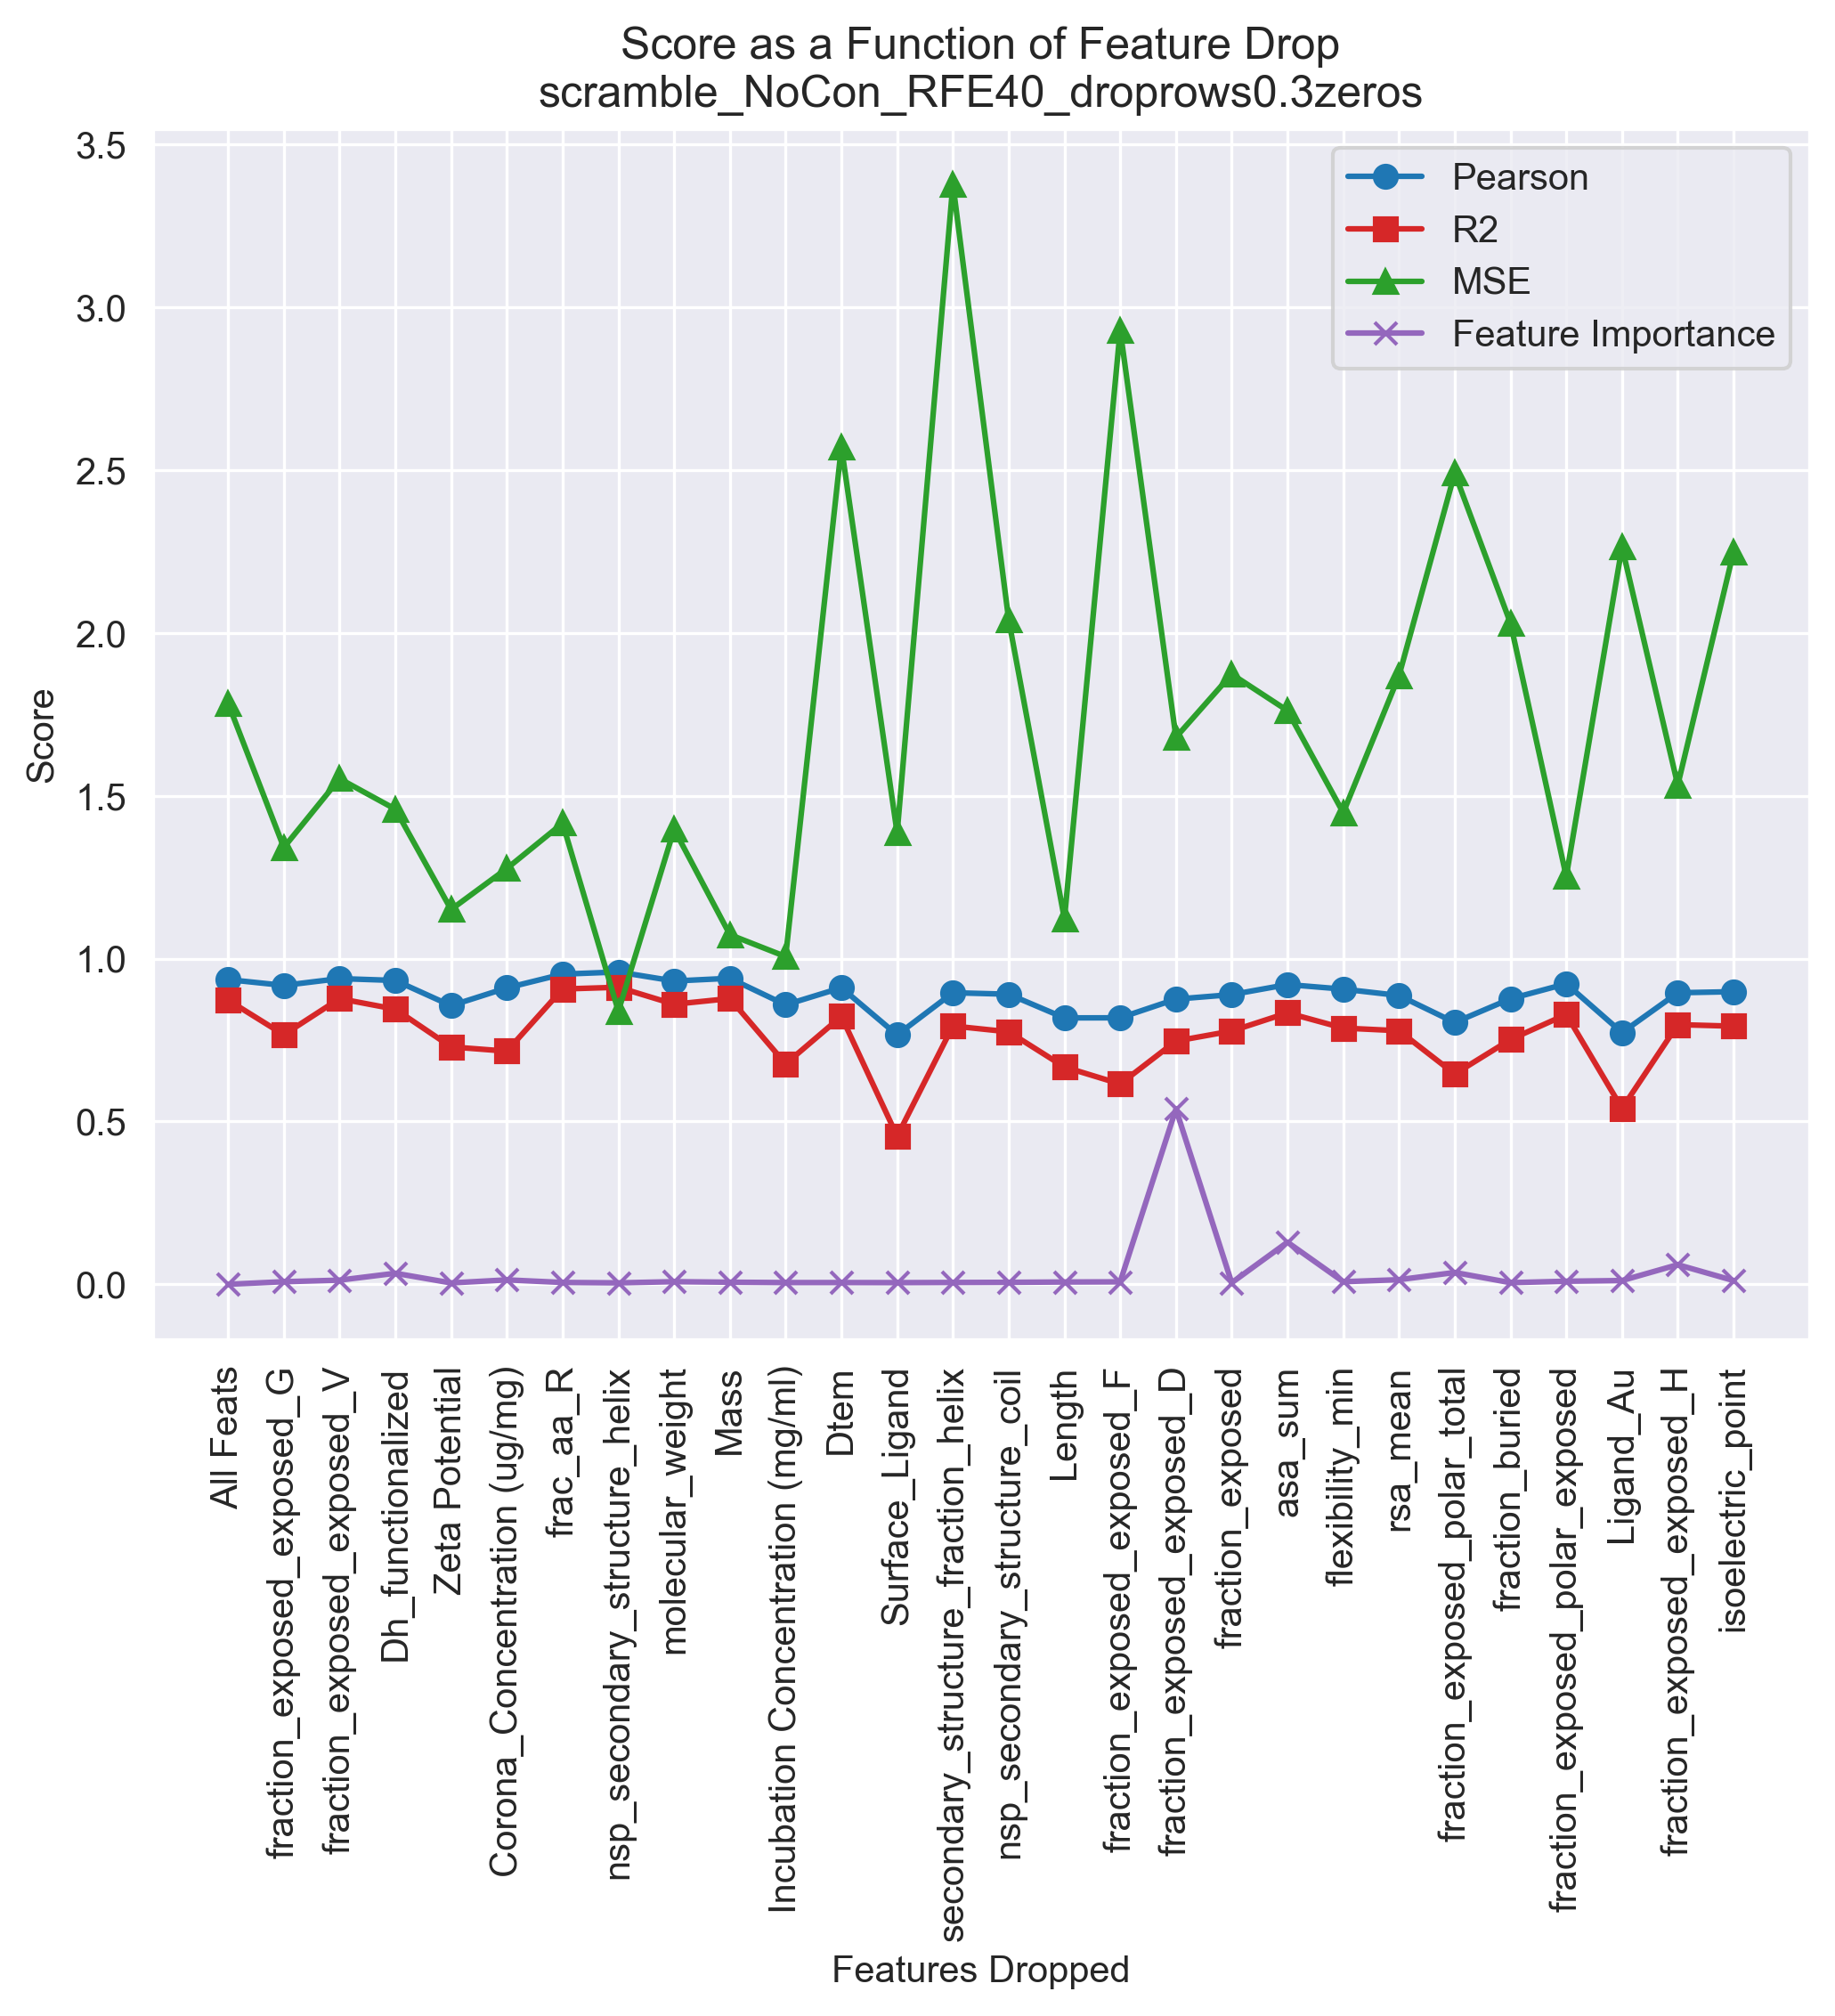 Score as a Function of Feature Drop
scramble_NoCon_RFE40_droprows0.3zeros
3.5
3.0
2.5
2.0
1.5
1.0
0.5
0.0
Score
Pearson
R2
MSE
Feature Importance
All Feats
fraction_exposed_exposed_G
fraction_exposed_exposed_V
Dh_functionalized
Zeta Potential
Corona_Concentration (ug/mg)
frac_aa_R
nsp_secondary_structure_helix
molecular_weight
Mass
Incubation Concentration (mg/ml)
Dtem
Surface_Ligand
secondary_structure_fraction_helix
nsp_secondary_structure_coil
Length
fraction_exposed_exposed_F
fraction_exposed_exposed_D
fraction_exposed
asa_sum
flexibility_min
rsa_mean
fraction_exposed_polar_total
fraction_buried
fraction_exposed_polar_exposed
Ligand_Au
fraction_exposed_exposed_H
isoelectric_point
Features Dropped